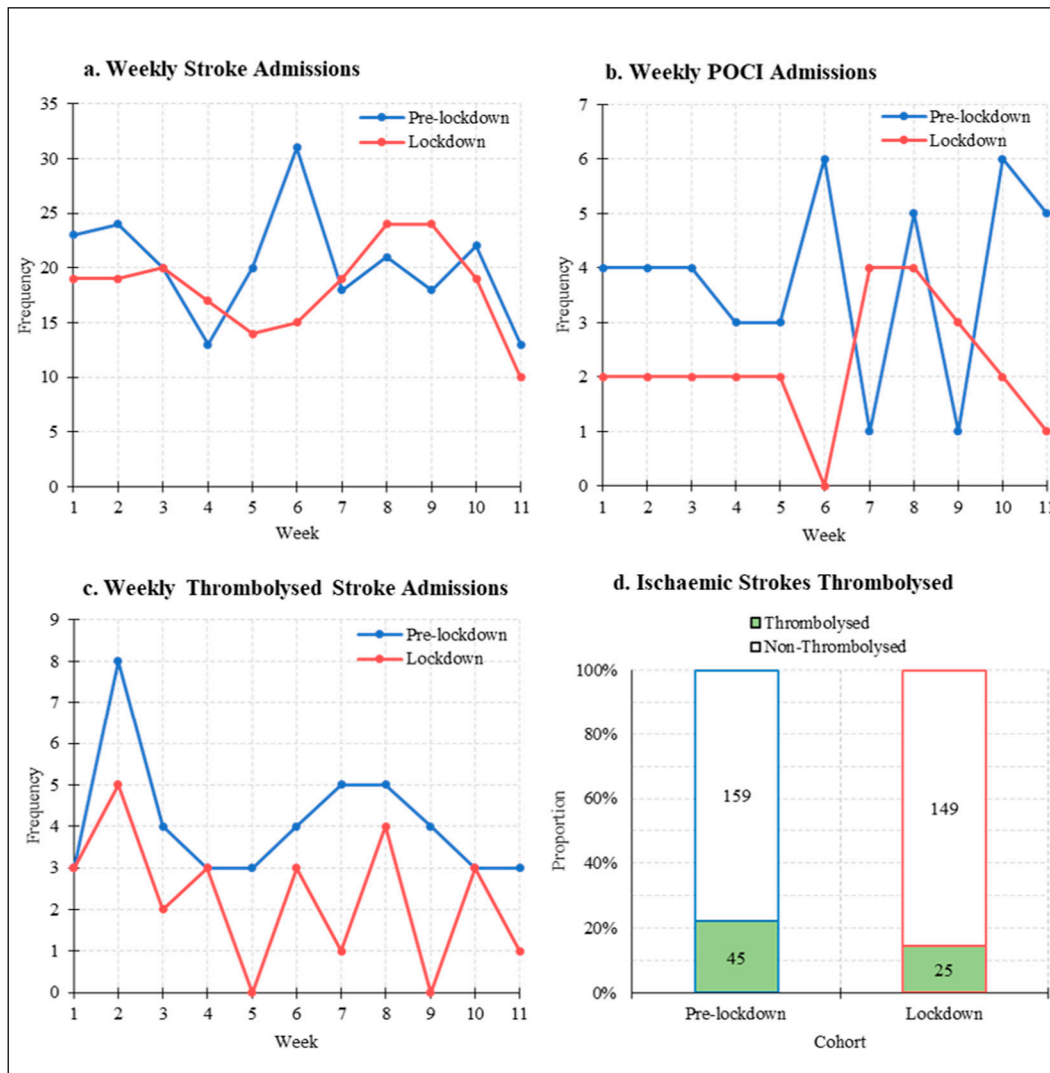 a. Weekly Stroke Admissions
35
30
25
20
15
10
5
0
Frequency
Pre-lockdown
Lockdown
1 2 3 4 5 6 7 8 9 10 11
Week
b. Weekly POCI Admissions
7
6
5
4
3
2
1
0
Frequency
Pre-lockdown
Lockdown
1 2 3 4 5 6 7 8 9 10 11
Week
c. Weekly Thrombolysed Stroke Admissions
9
8
7
6
5
4
3
2
1
0
Frequency
Pre-lockdown
Lockdown
1 2 3 4 5 6 7 8 9 10 11
Week
d. Ischaemic Strokes Thrombolysed
Thrombolysed
Non-Thrombolysed
100%
80%
60%
40%
20%
0%
Proportion
159
149
45
25
Pre-lockdown Lockdown
Cohort